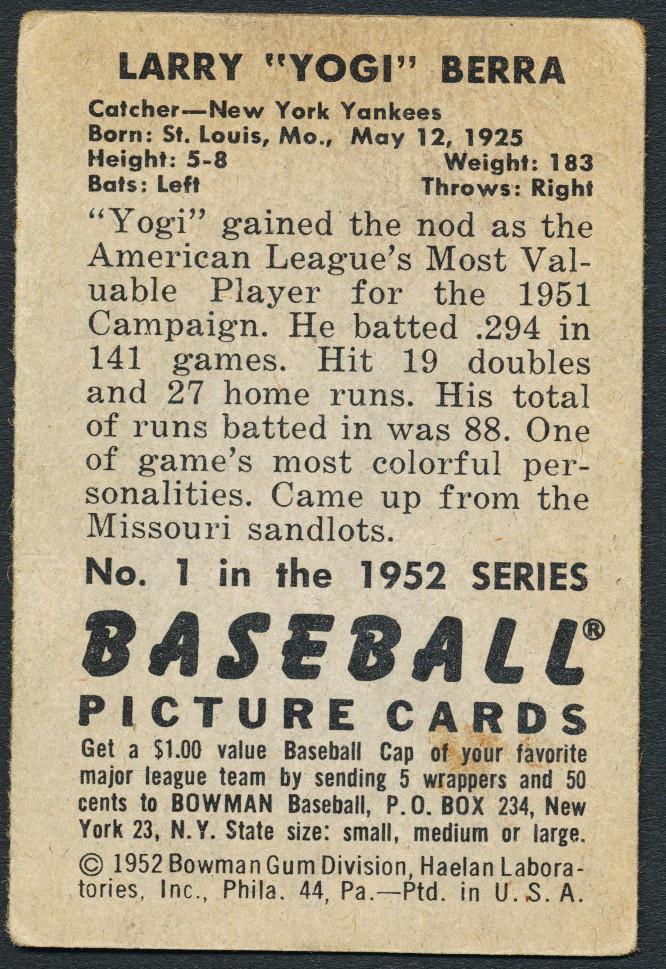 LARRY "YOGI" BERRA
Catcher—New York Yankees
Born: St. Louis, Mo., May 12, 1925
Height: 5-8 Weight: 183
Bats: Left Throws: Right
"Yogi" gained the nod as the
American League's Most Val-
uable Player for the 1951
Campaign. He batted .294 in
141 games. Hit 19 doubles
and 27 home runs. His total
of runs batted in was 88. One
of game's most colorful per-
sonalities. Came up from the
Missouri sandlots.
No. 1 in the 1952 SERIES
BASEBALL®
PICTURE CARDS
Get a $1.00 value Baseball Cap of your favorite
major league team by sending 5 wrappers and 50
cents to BOWMAN Baseball, P.O. BOX 234, New
York 23, N.Y. State size: small, medium or large.
© 1952 Bowman Gum Division, Haelan Labora-
tories, Inc., Phila. 44, Pa.—Ptd. in U.S.A.